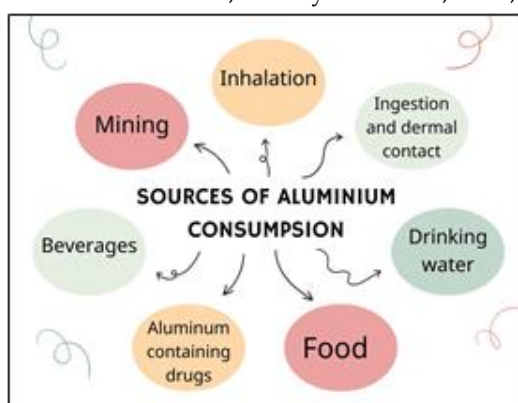 Inhalation
Mining
Ingestion
and dermal
contact
SOURCES OF ALUMINIUM
CONSUMPSION
Beverages
Drinking
water
Aluminum
containing
drugs
Food